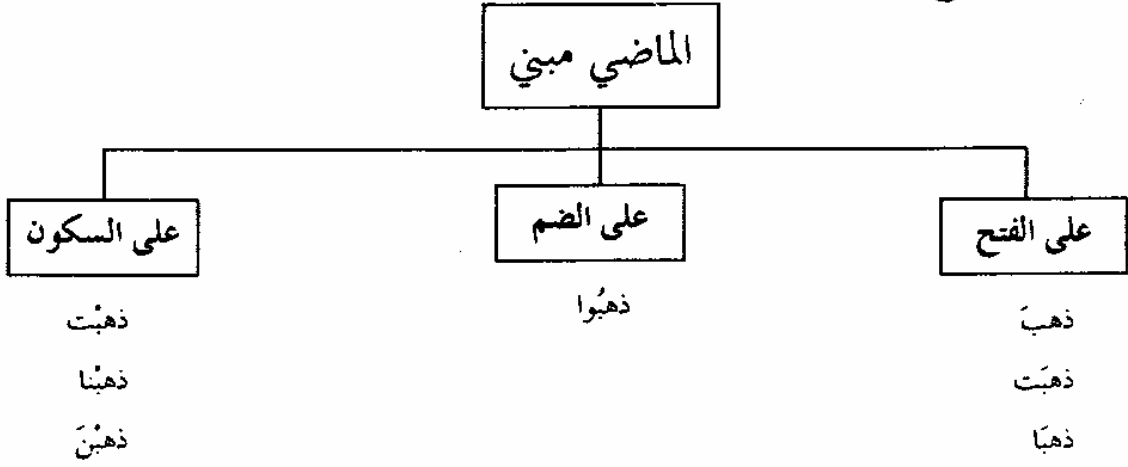 الماضي مبني
على الفتح
على الضم
على السكون
ذهبَ
ذهبَت
ذهبَا
ذهبُوا
ذهبْت
ذهبْنا
ذهبْنَ